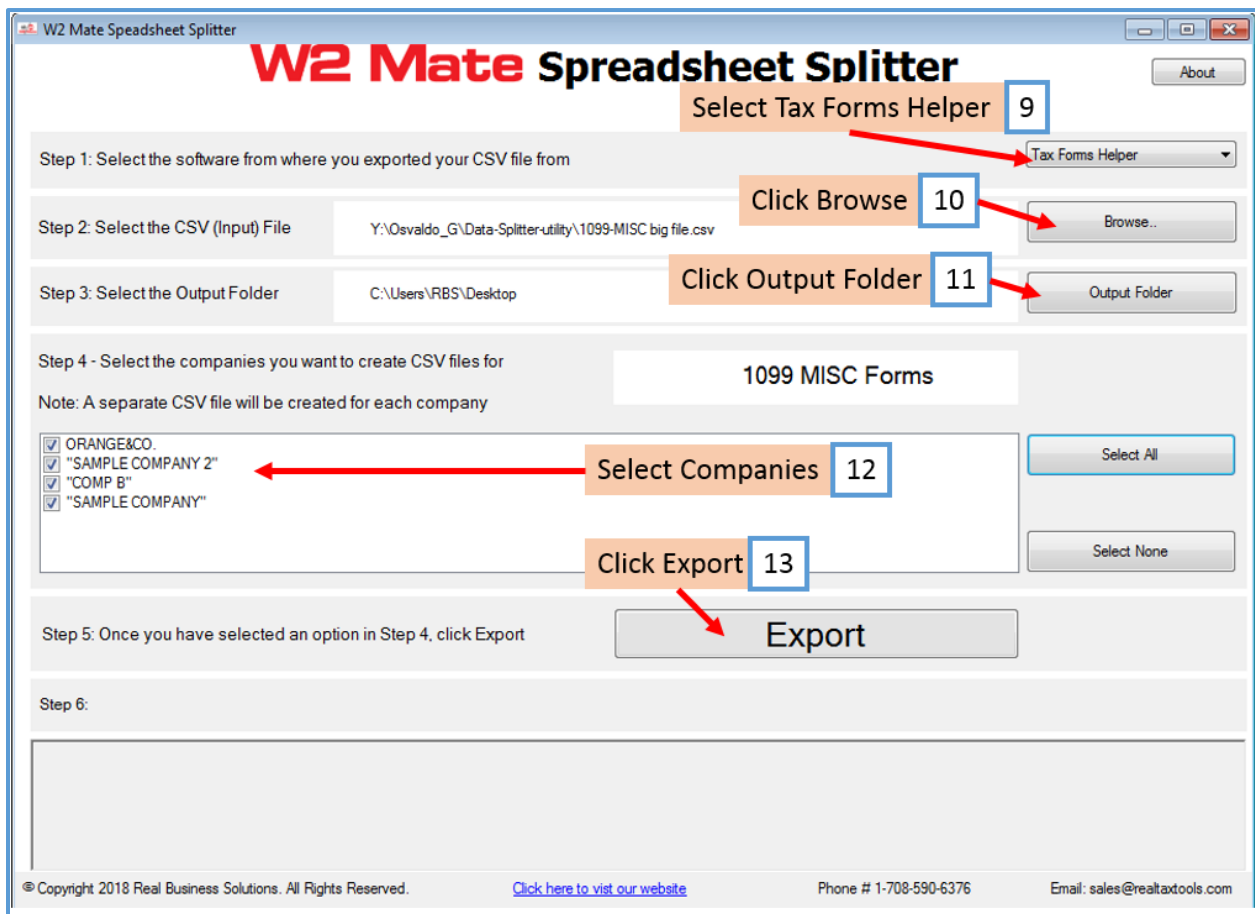 W2 Mate Speadsheet Splitter
W2 Mate Spreadsheet Splitter
About
Select Tax Forms Helper 9
Step 1: Select the software from where you exported your CSV file from
Tax Forms Helper
Click Browse 10
Step 2: Select the CSV (Input) File
Y:\Osvaldo_G\Data-Splitter-utility\1099-MISC big file.csv
Browse..
Click Output Folder 11
Step 3: Select the Output Folder
C:\Users\RBS\Desktop
Output Folder
Step 4 - Select the companies you want to create CSV files for
1099 MISC Forms
Note: A separate CSV file will be created for each company
ORANGE&CO.
"SAMPLE COMPANY 2"
"COMP B"
"SAMPLE COMPANY"
Select Companies 12
Select All
Select None
Click Export 13
Step 5: Once you have selected an option in Step 4, click Export
Export
Step 6:
© Copyright 2018 Real Business Solutions. All Rights Reserved.
Click here to vist our website
Phone # 1-708-590-6376
Email: sales@realtaxtools.com